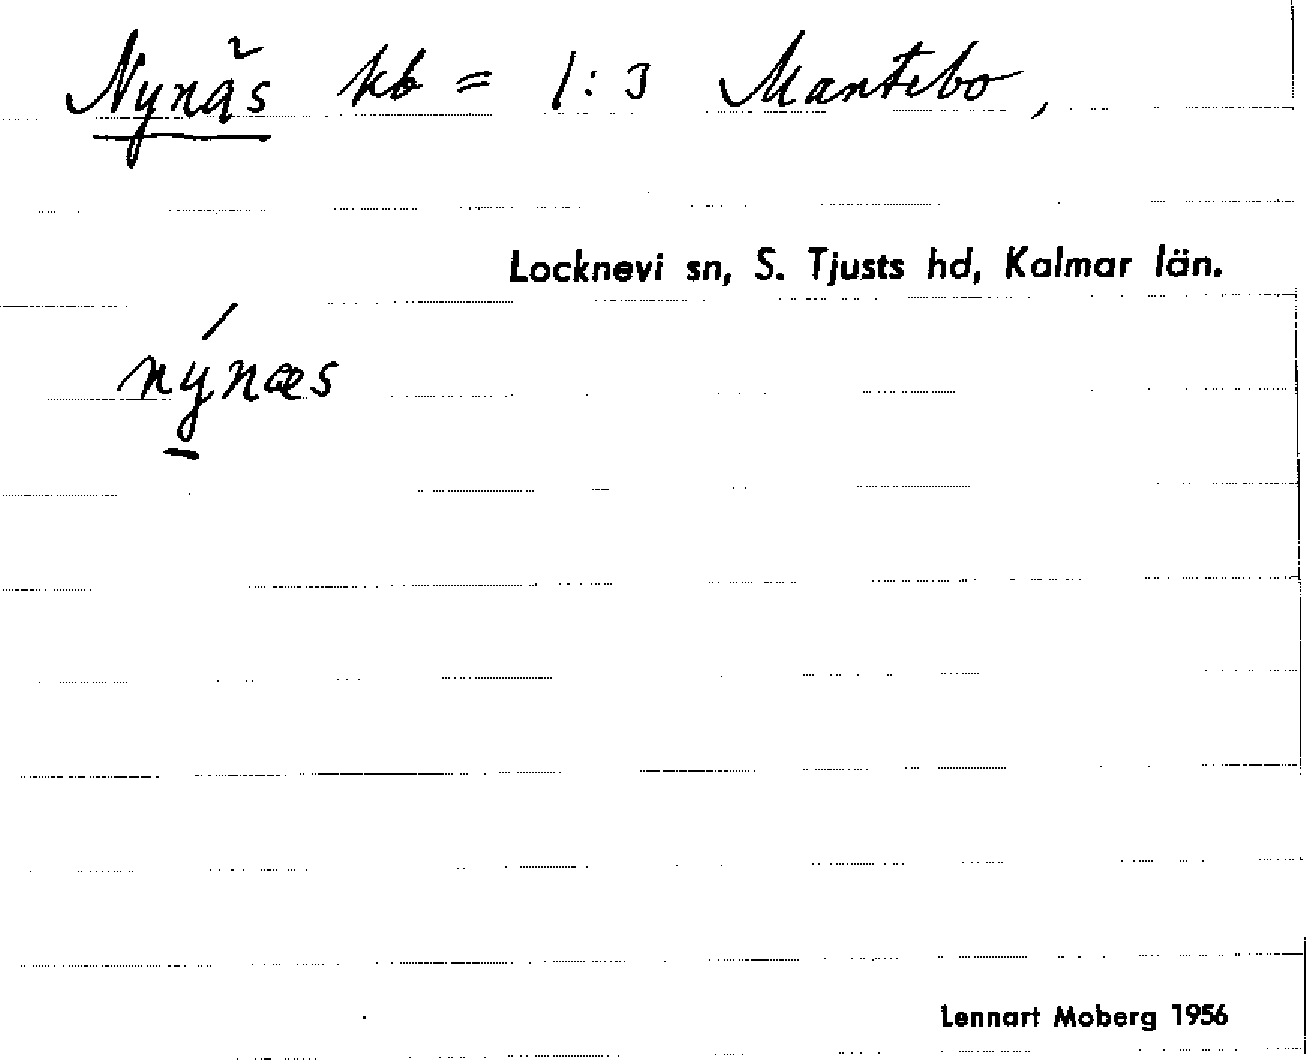 Nynäs kb = 1:3 Mantebo,
Locknevi sn, S. Tjusts hd, Kalmar län.
nýnæs
Lennart Moberg 1956